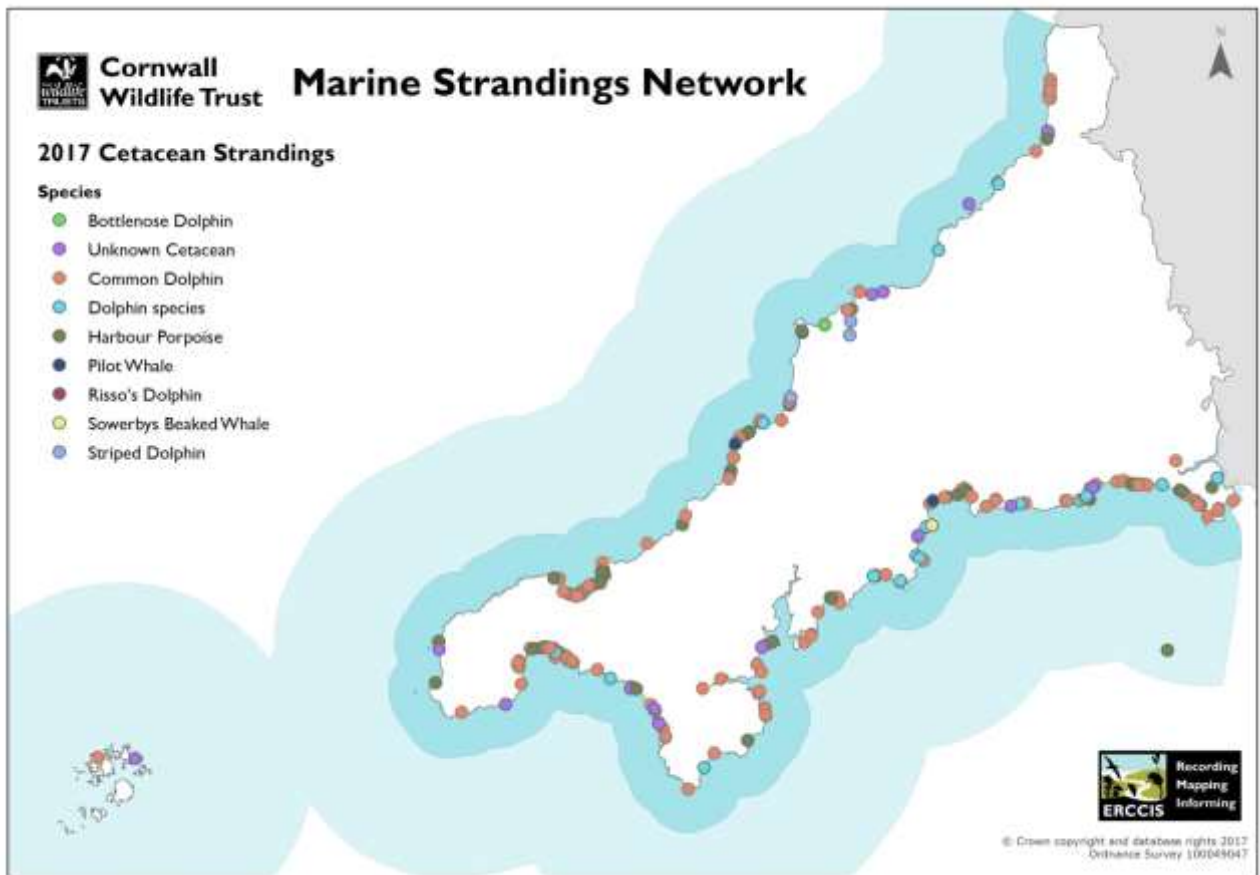 Cornwall
Wildlife Trust
Marine Strandings Network
2017 Cetacean Strandings
Species
Bottlenose Dolphin
Unknown Cetacean
Common Dolphin
Dolphin species
Harbour Porpoise
Pilot Whale
Risso's Dolphin
Sowerbys Beaked Whale
Striped Dolphin
N
ERCCIS
Recording
Mapping
Informing
© Crown copyright and database rights 2017
Ordnance Survey 100049047